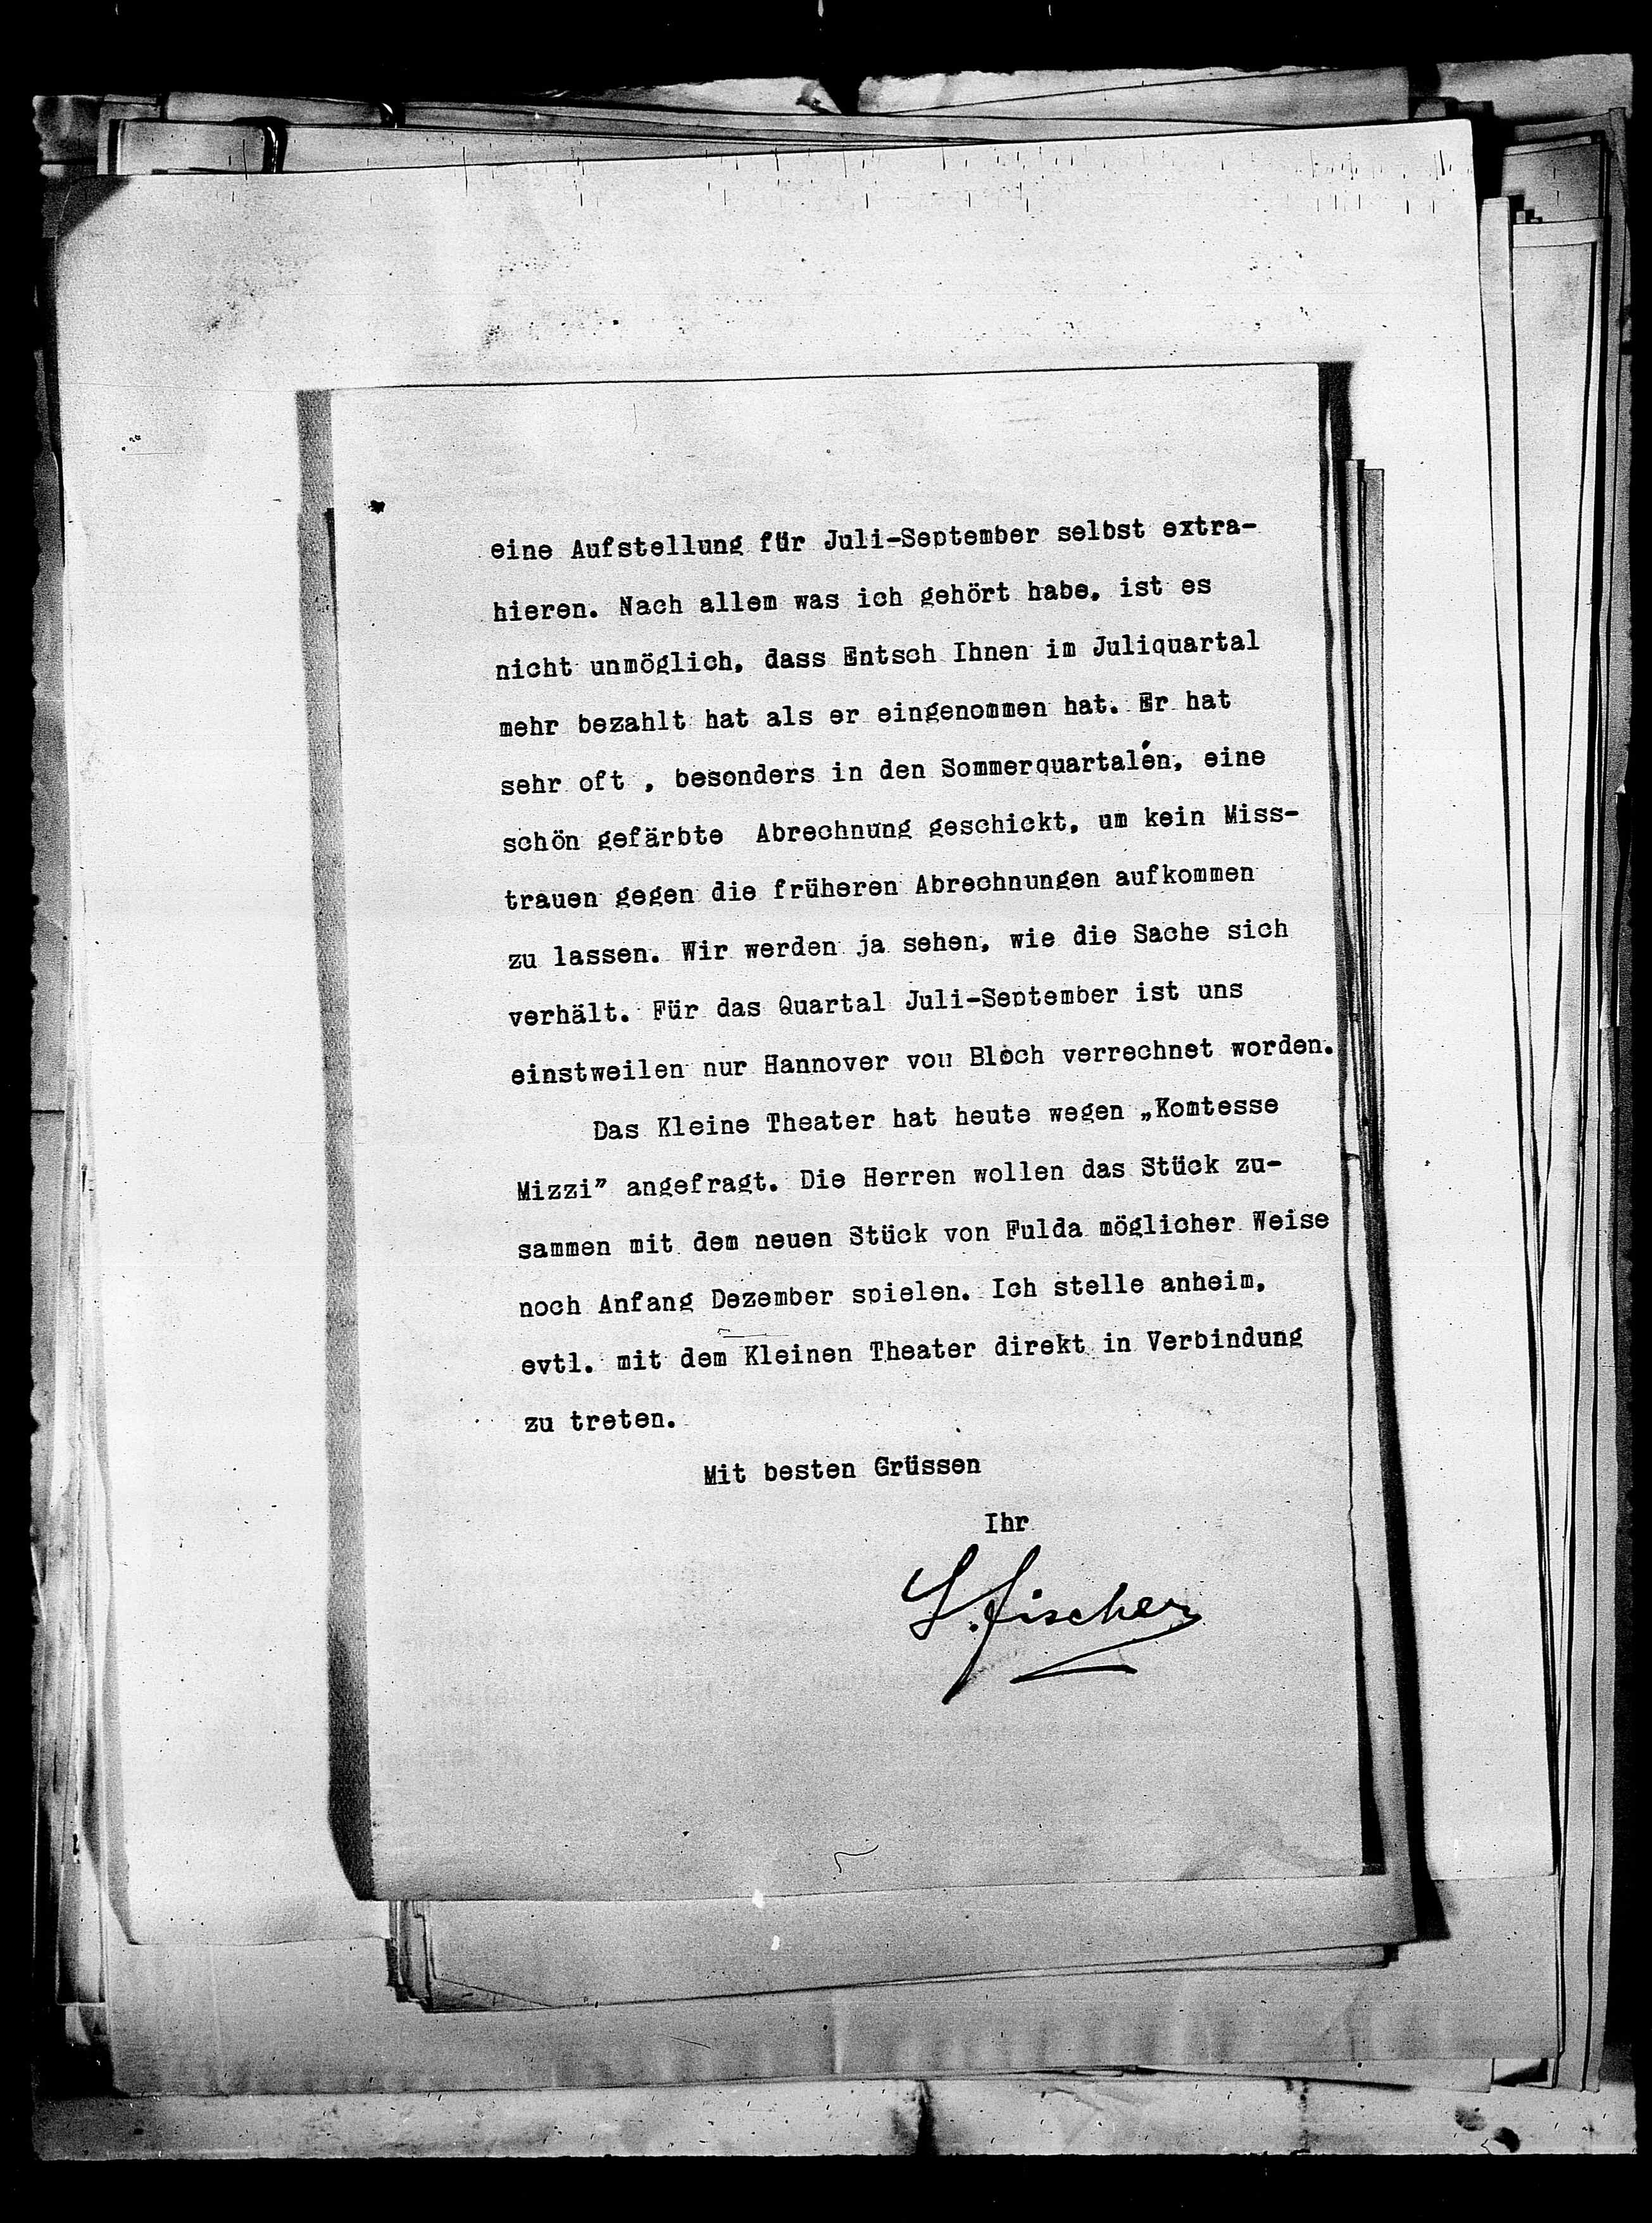 eine Aufstellung für Juli-September selbst extra-
hieren. Nach allem was ich gehört habe, ist es
nicht unmöglich, dass Entsch Ihnen im Juliquartal
mehr bezahlt hat als er eingenommen hat. Er hat
sehr oft , besonders in den Sommerquartalen, eine
schön gefärbte Abrechnung geschickt, um kein Miss-
trauen gegen die früheren Abrechnungen aufkommen
zu lassen. Wir werden ja sehen, wie die Sache sich
verhält. Für das Quartal Juli-September ist uns
einstweilen nur Hannover von Bloch verrechnet worden.
Das Kleine Theater hat heute wegen „Komtesse
Mizzi” angefragt. Die Herren wollen das Stück zu-
sammen mit dem neuen Stück von Fulda möglicher Weise
noch Anfang Dezember spielen. Ich stelle anheim,
evtl. mit dem Kleinen Theater direkt in Verbindung
zu treten.
Mit besten Grüssen
Ihr
S. Fischer